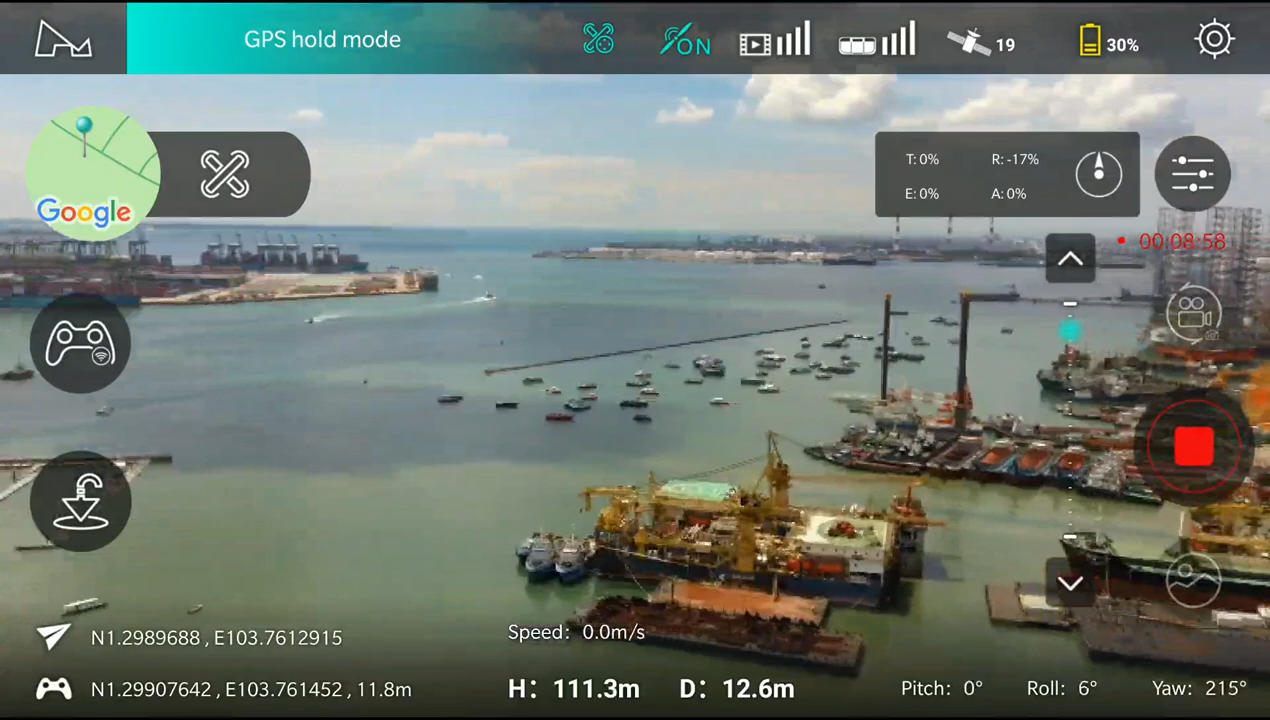 GPS hold mode
ON
19
30%
Google
T: 0% R: -17%
E: 0% A: 0%
00:08:58
N1.2989688 , E103.7612915
Speed: 0.0m/s
N1.29907642 , E103.761452 , 11.8m
H: 111.3m D: 12.6m
Pitch: 0° Roll: 6° Yaw: 215°